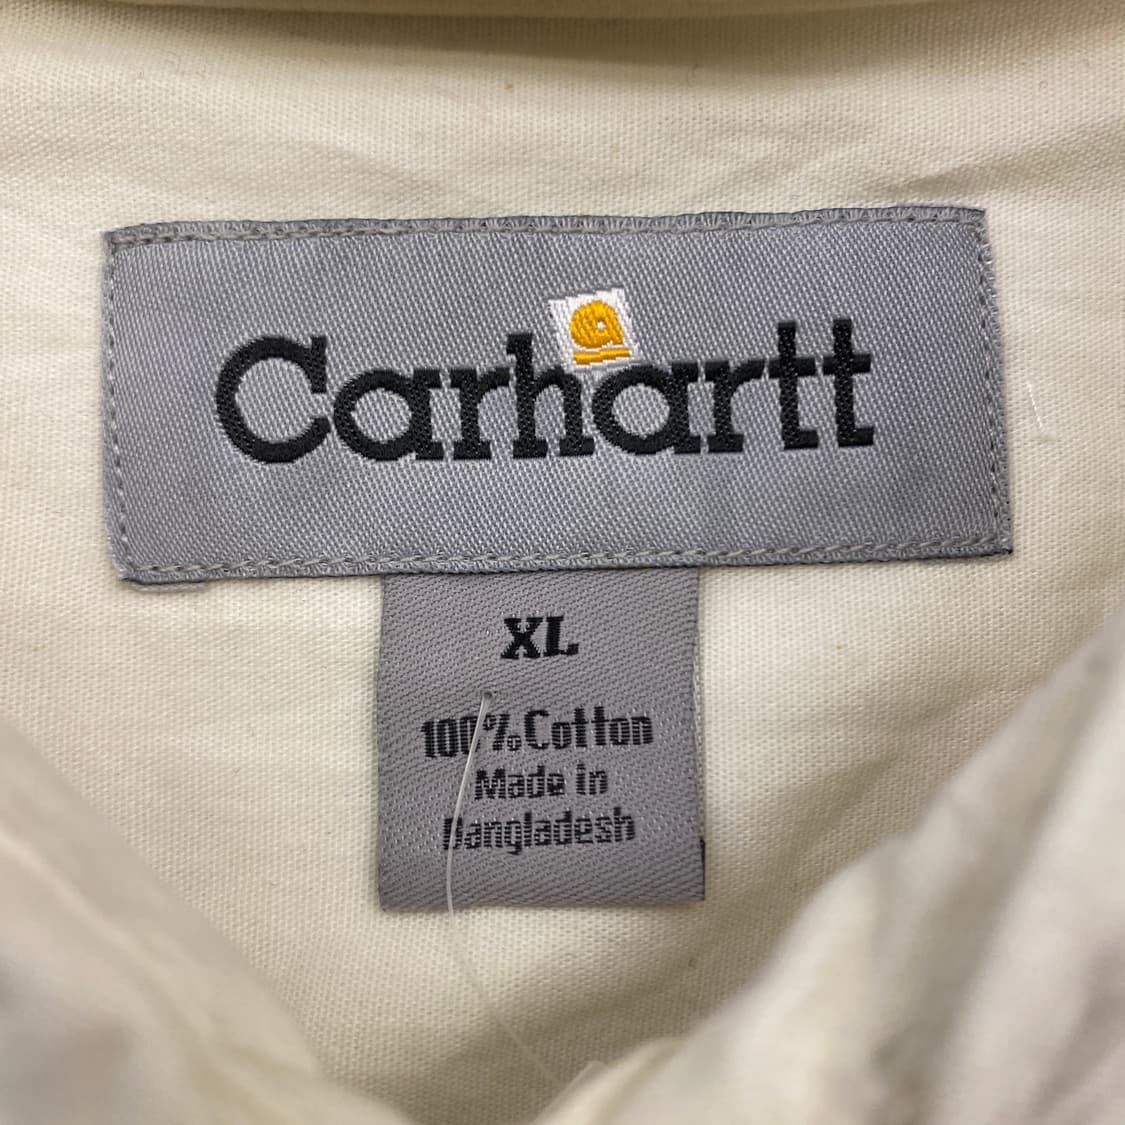 Carhartt
XL
100% Cotton
Made in
Bangladesh